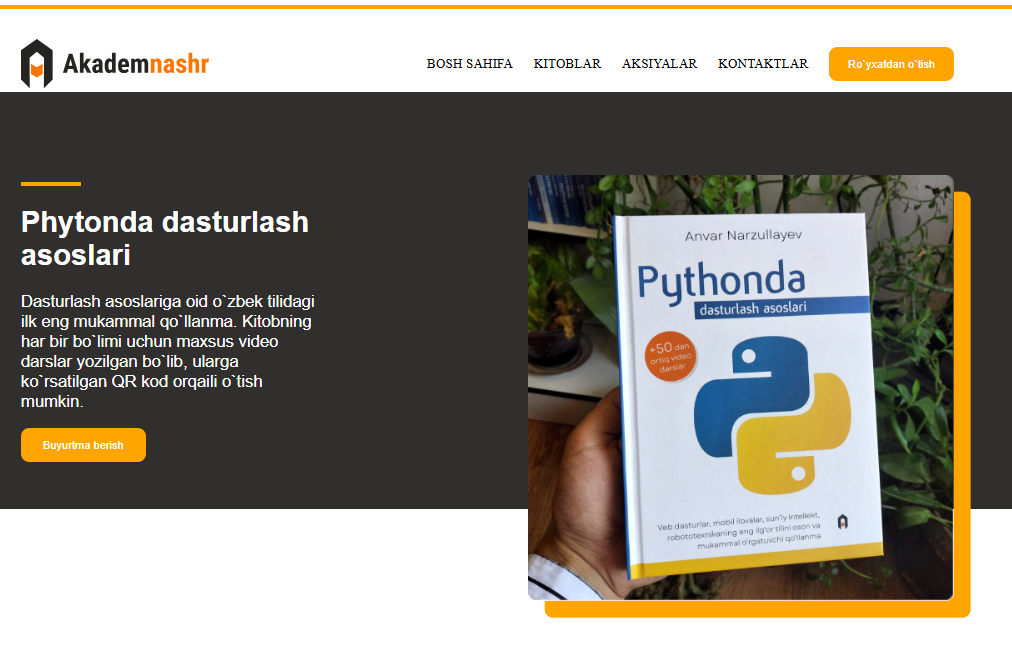 Akademnashr
BOSH SAHIFA
KITOBLAR
AKSIYALAR
KONTAKTLAR
Ro`yxatdan o`tish
Phytonda dasturlash
asoslari
Dasturlash asoslariga oid o`zbek tilidagi
ilk eng mukammal qo`llanma. Kitobning
har bir bo`limi uchun maxsus video
darslar yozilgan bo`lib, ularga
ko`rsatilgan QR kod orqaili o`tish
mumkin.
Buyurtma berish
Anvar Narzullayev
Pythonda
dasturlash asoslari
+50 dan
ortiq video
darslar
Veb dasturlar, mobil ilovalar, sun'iy intellekt,
robototexnikaning eng ilg'or tilini oson va
mukammal o'rgatuvchi qo'llanma